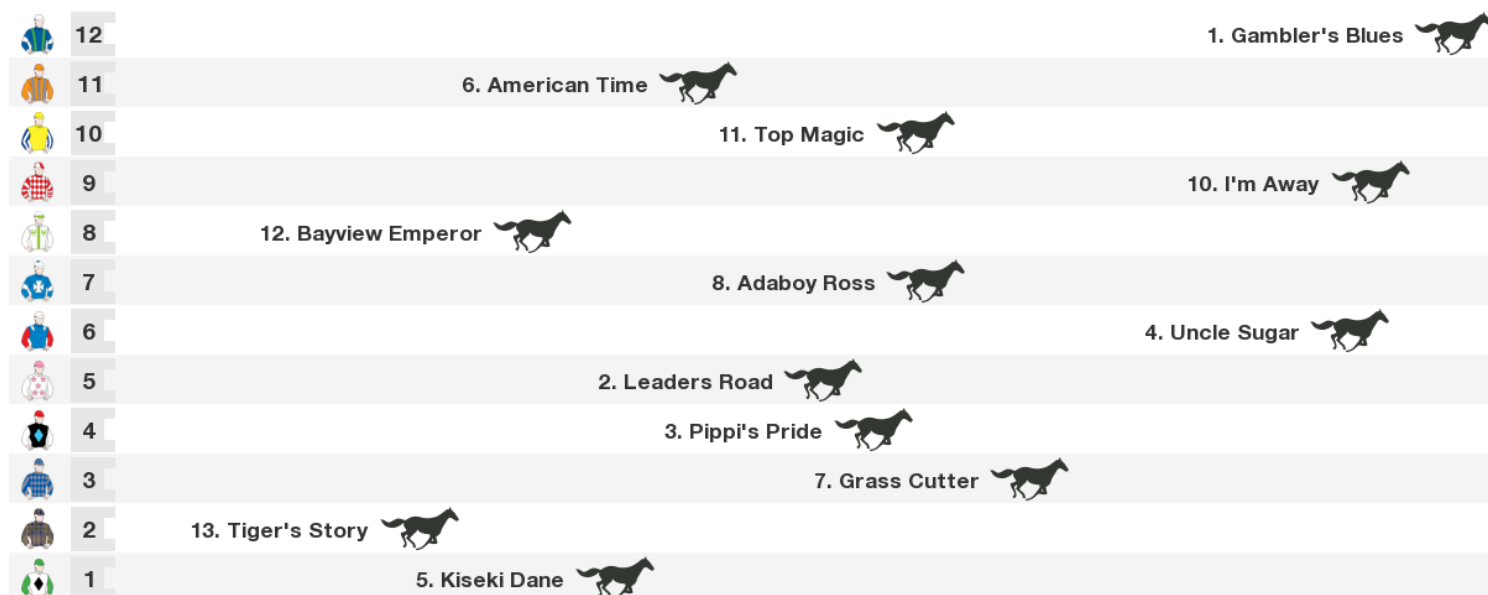 12 1. Gambler's Blues
11 6. American Time
10 11. Top Magic
9 10. I'm Away
8 12. Bayview Emperor
7 8. Adaboy Ross
6 4. Uncle Sugar
5 2. Leaders Road
4 3. Pippi's Pride
3 7. Grass Cutter
2 13. Tiger's Story
1 5. Kiseki Dane